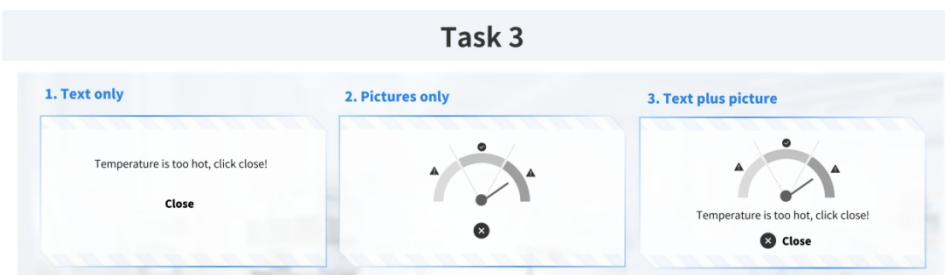 Task 3
1. Text only
Temperature is too hot, click close!
Close
2. Pictures only
3. Text plus picture
Temperature is too hot, click close!
Close